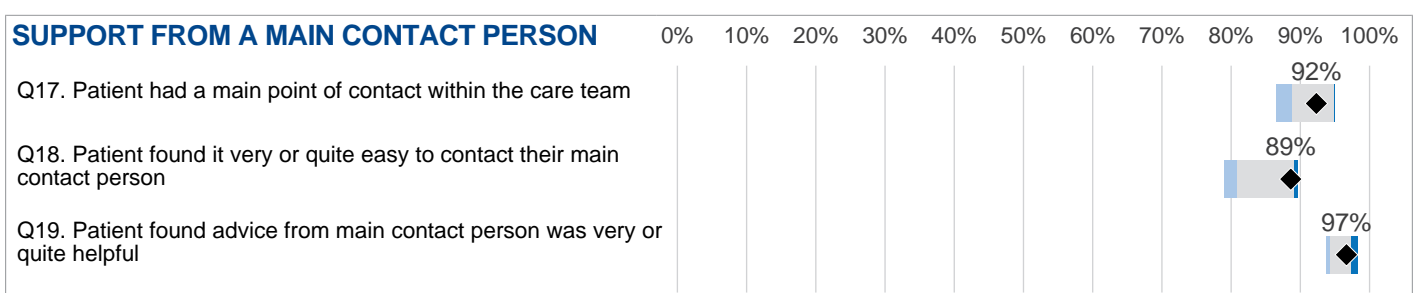 SUPPORT FROM A MAIN CONTACT PERSON 0% 10% 20% 30% 40% 50% 60% 70% 80% 90% 100%
92%
Q17. Patient had a main point of contact within the care team
89%
Q18. Patient found it very or quite easy to contact their main
contact person
97%
Q19. Patient found advice from main contact person was very or
quite helpful